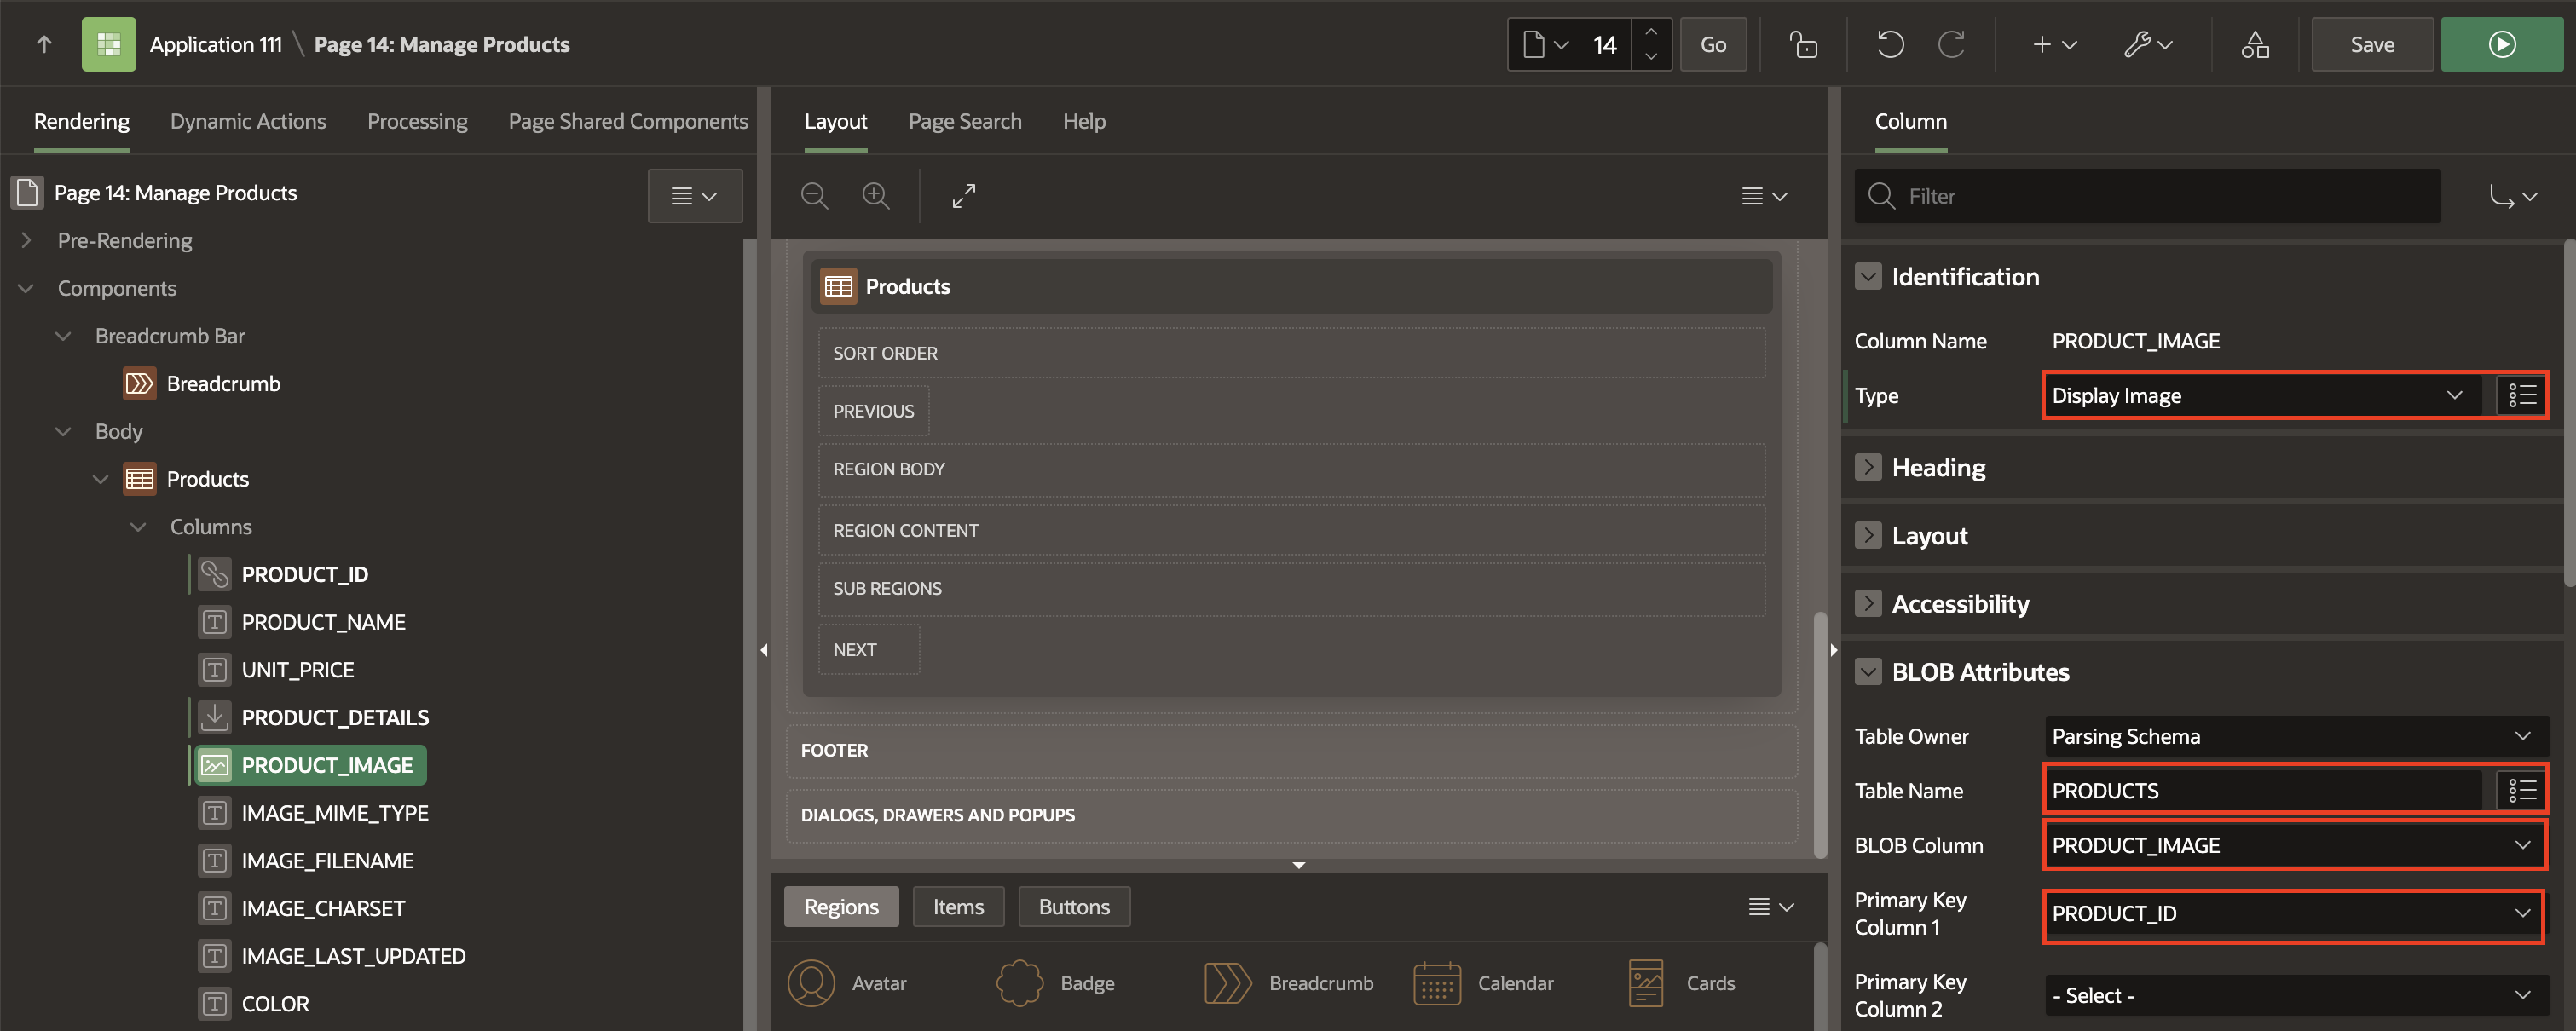 Application 111 \ Page 14: Manage Products
14
Go
Save
Rendering
Dynamic Actions
Processing
Page Shared Components
Page 14: Manage Products
Pre-Rendering
Components
Breadcrumb Bar
Breadcrumb
Body
Products
Columns
PRODUCT_ID
PRODUCT_NAME
UNIT_PRICE
PRODUCT_DETAILS
PRODUCT_IMAGE
IMAGE_MIME_TYPE
IMAGE_FILENAME
IMAGE_CHARSET
IMAGE_LAST_UPDATED
COLOR
Layout
Page Search
Help
Products
SORT ORDER
PREVIOUS
REGION BODY
REGION CONTENT
SUB REGIONS
NEXT
FOOTER
DIALOGS, DRAWERS AND POPUPS
Regions
Items
Buttons
Avatar
Badge
Breadcrumb
Calendar
Cards
Column
Filter
Identification
Column Name
PRODUCT_IMAGE
Type
Display Image
Heading
Layout
Accessibility
BLOB Attributes
Table Owner
Parsing Schema
Table Name
PRODUCTS
BLOB Column
PRODUCT_IMAGE
Primary Key
Column 1
PRODUCT_ID
Primary Key
Column 2
- Select -